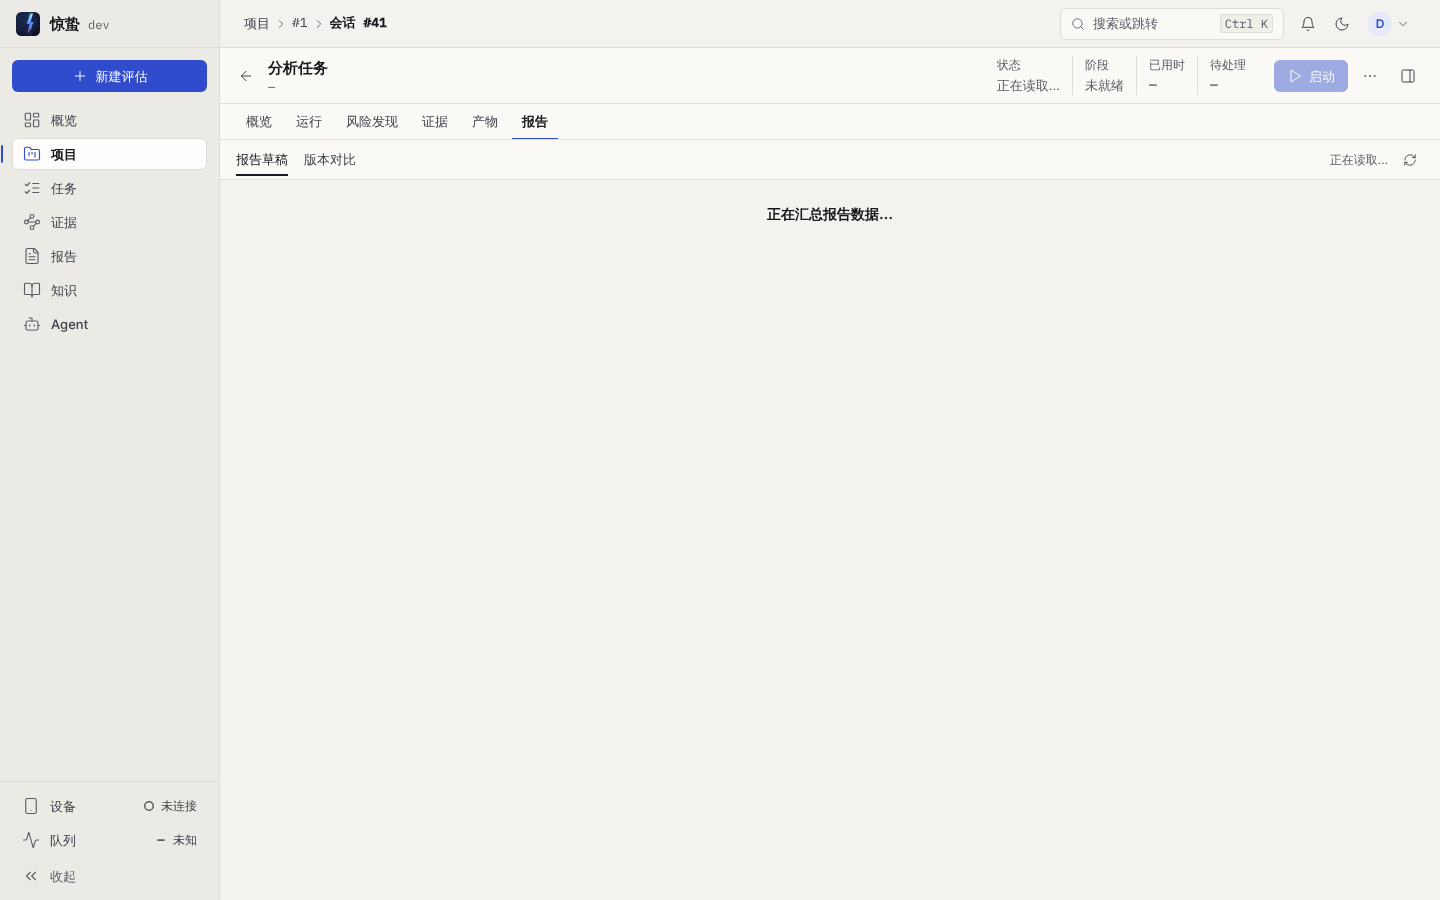 惊蛰 dev
项目 > #1 > 会话 #41
搜索或跳转 Ctrl K
D
新建评估
概览
项目
任务
证据
报告
知识
Agent
分析任务
–
状态
正在读取...
阶段
未就绪
已用时
–
待处理
–
启动
概览 运行 风险发现 证据 产物 报告
报告草稿 版本对比
正在读取...
正在汇总报告数据...
设备 未连接
队列 – 未知
收起